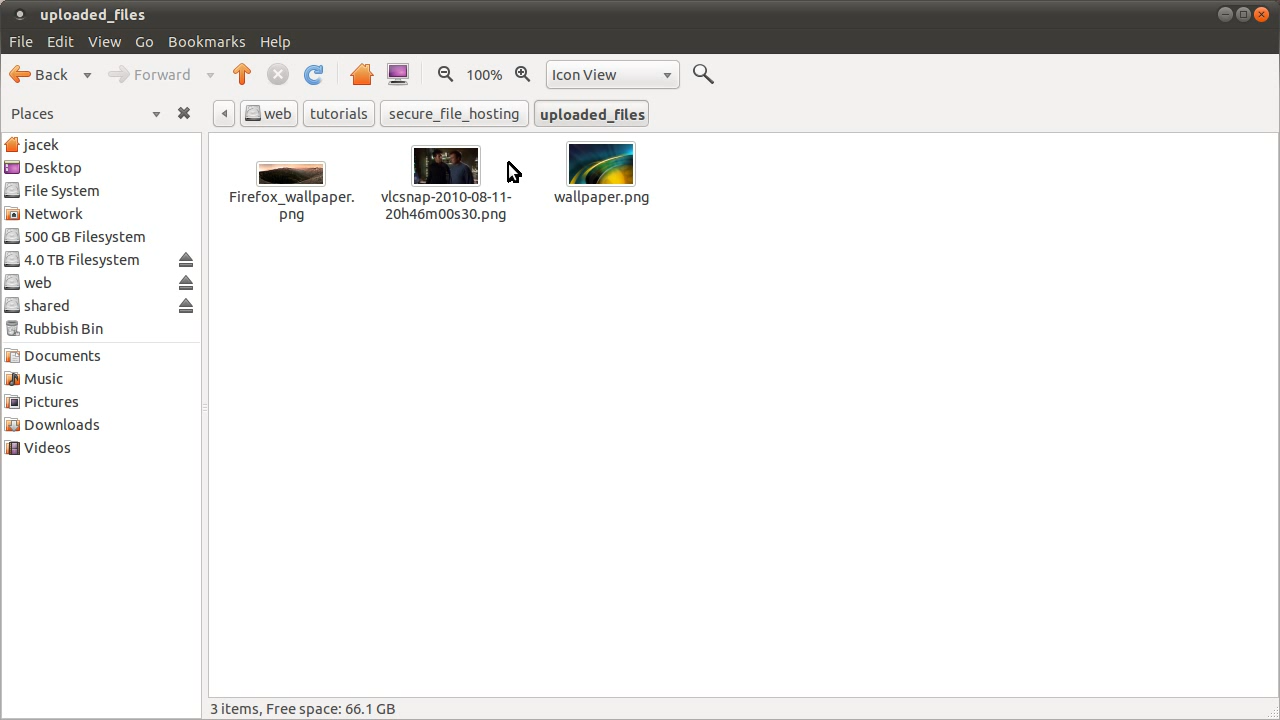 uploaded_files
File Edit View Go Bookmarks Help
Back Forward 100% Icon View
Places
web tutorials secure_file_hosting uploaded_files
jacek
Desktop
File System
Network
500 GB Filesystem
4.0 TB Filesystem
web
shared
Rubbish Bin
Documents
Music
Pictures
Downloads
Videos
Firefox_wallpaper.
png
vlcsnap-2010-08-11-
20h46m00s30.png
wallpaper.png
3 items, Free space: 66.1 GB